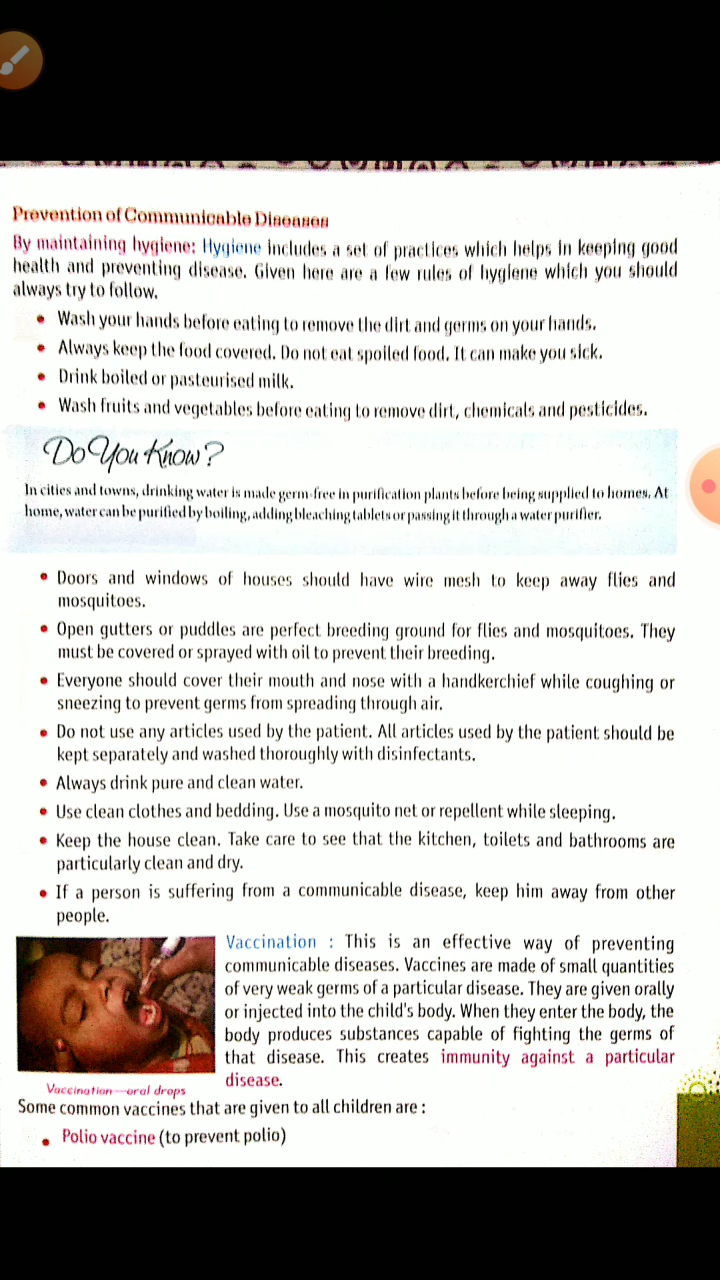 Prevention of Communicable Diseases
By maintaining hygiene: Hygiene includes a set of practices which helps in keeping good
health and preventing disease. Given here are a few rules of hygiene which you should
always try to follow.
• Wash your hands before eating to remove the dirt and germs on your hands.
• Always keep the food covered. Do not eat spoiled food. It can make you sick.
• Drink boiled or pasteurised milk.
• Wash fruits and vegetables before eating to remove dirt, chemicals and pesticides.
Do You Know?
In cities and towns, drinking water is made germ-free in purification plants before being supplied to homes. At
home, water can be purified by boiling, adding bleaching tablets or passing it through a water purifier.
• Doors and windows of houses should have wire mesh to keep away flies and
mosquitoes.
• Open gutters or puddles are perfect breeding ground for flies and mosquitoes. They
must be covered or sprayed with oil to prevent their breeding.
• Everyone should cover their mouth and nose with a handkerchief while coughing or
sneezing to prevent germs from spreading through air.
• Do not use any articles used by the patient. All articles used by the patient should be
kept separately and washed thoroughly with disinfectants.
• Always drink pure and clean water.
• Use clean clothes and bedding. Use a mosquito net or repellent while sleeping.
• Keep the house clean. Take care to see that the kitchen, toilets and bathrooms are
particularly clean and dry.
• If a person is suffering from a communicable disease, keep him away from other
people.
Vaccination : This is an effective way of preventing
communicable diseases. Vaccines are made of small quantities
of very weak germs of a particular disease. They are given orally
or injected into the child's body. When they enter the body, the
body produces substances capable of fighting the germs of
that disease. This creates immunity against a particular
disease.
Vaccination—oral drops
Some common vaccines that are given to all children are :
• Polio vaccine (to prevent polio)